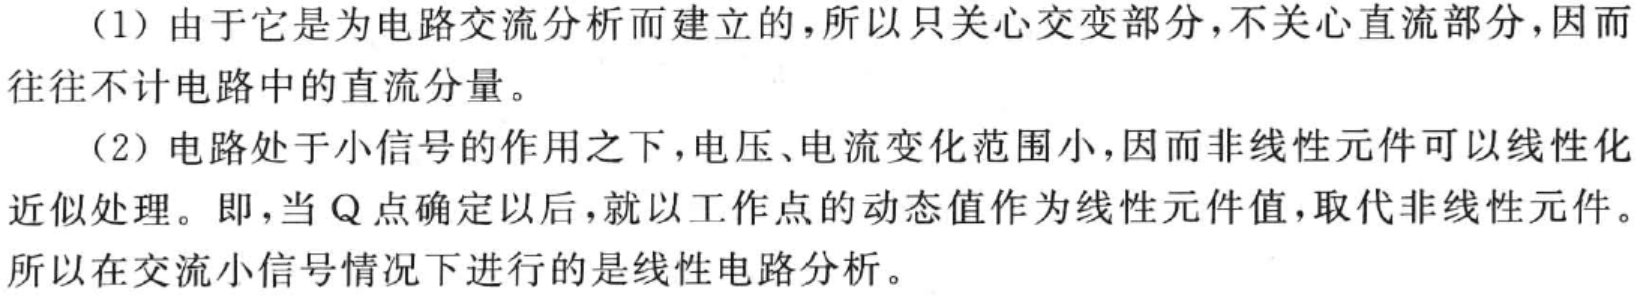 （1）由于它是为电路交流分析而建立的,所以只关心交变部分,不关心直流部分,因而
往往不计电路中的直流分量。
（2）电路处于小信号的作用之下,电压、电流变化范围小,因而非线性元件可以线性化
近似处理。即,当 Q 点确定以后,就以工作点的动态值作为线性元件值,取代非线性元件。
所以在交流小信号情况下进行的是线性电路分析。